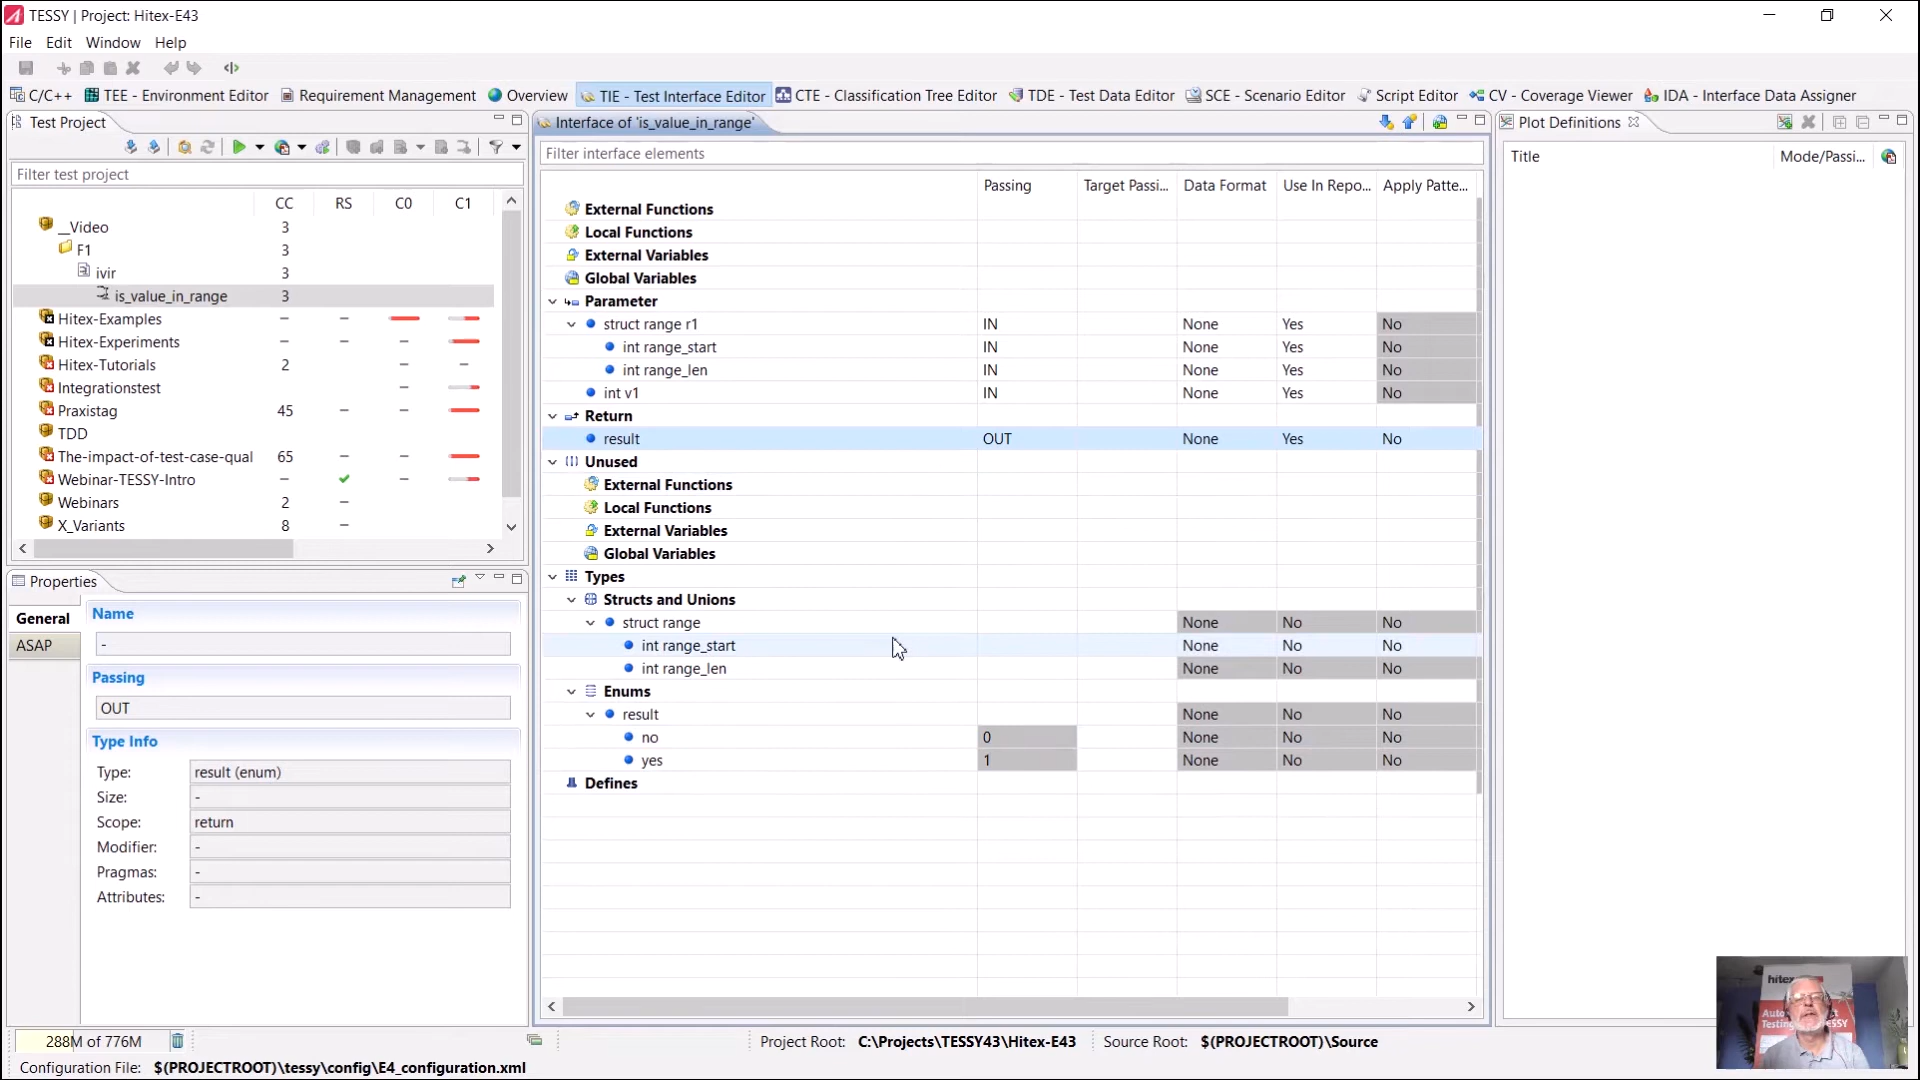 TESSY | Project: Hitex-E43
File Edit Window Help
C/C++ TEE - Environment Editor Requirement Management Overview TIE - Test Interface Editor CTE - Classification Tree Editor TDE - Test Data Editor SCE - Scenario Editor Script Editor CV - Coverage Viewer IDA - Interface Data Assigner
Test Project
Filter test project
CC RS C0 C1
__Video 3
F1 3
ivir 3
is_value_in_range 3
Hitex-Examples – –
Hitex-Experiments – – –
Hitex-Tutorials 2 – – –
Integrationstest –
Praxistag 45 – –
TDD
The-impact-of-test-case-qual 65 – –
Webinar-TESSY-Intro – –
Webinars 2 –
X_Variants 8 –
Properties
General
ASAP
Name
-
Passing
OUT
Type Info
Type: result (enum)
Size: -
Scope: return
Modifier: -
Pragmas: -
Attributes: -
Interface of 'is_value_in_range'
Filter interface elements
Passing Target Passi... Data Format Use In Repo... Apply Patte...
External Functions
Local Functions
External Variables
Global Variables
Parameter
struct range r1 IN None Yes No
int range_start IN None Yes No
int range_len IN None Yes No
int v1 IN None Yes No
Return
result OUT None Yes No
Unused
External Functions
Local Functions
External Variables
Global Variables
Types
Structs and Unions
struct range None No No
int range_start None No No
int range_len None No No
Enums
result None No No
no 0 None No No
yes 1 None No No
Defines
Plot Definitions
Title Mode/Passi...
hitex
Auto
Testing
288M of 776M
Project Root: C:\Projects\TESSY43\Hitex-E43 Source Root: $(PROJECTROOT)\Source
Configuration File: $(PROJECTROOT)\tessy\config\E4_configuration.xml